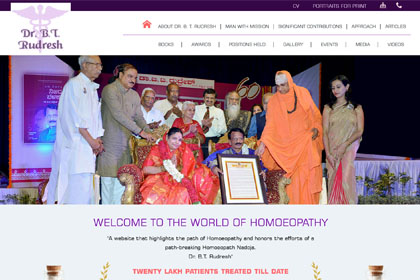 CV PORTRAITS FOR PRINT
Dr. B.T.
Rudresh
ABOUT DR. B. T. RUDRESH | MAN WITH MISSION | SIGNIFICANT CONTRIBUTIONS | APPROACH | ARTICLES
BOOKS | AWARDS | POSITIONS HELD | GALLERY | EVENTS | MEDIA | VIDEOS
60
WELCOME TO THE WORLD OF HOMOEOPATHY
"A website that highlights the path of Homoeopathy and honors the efforts of a
path-breaking Homoeopath Nadoja.
Dr. B.T. Rudresh"
TWENTY LAKH PATIENTS TREATED TILL DATE